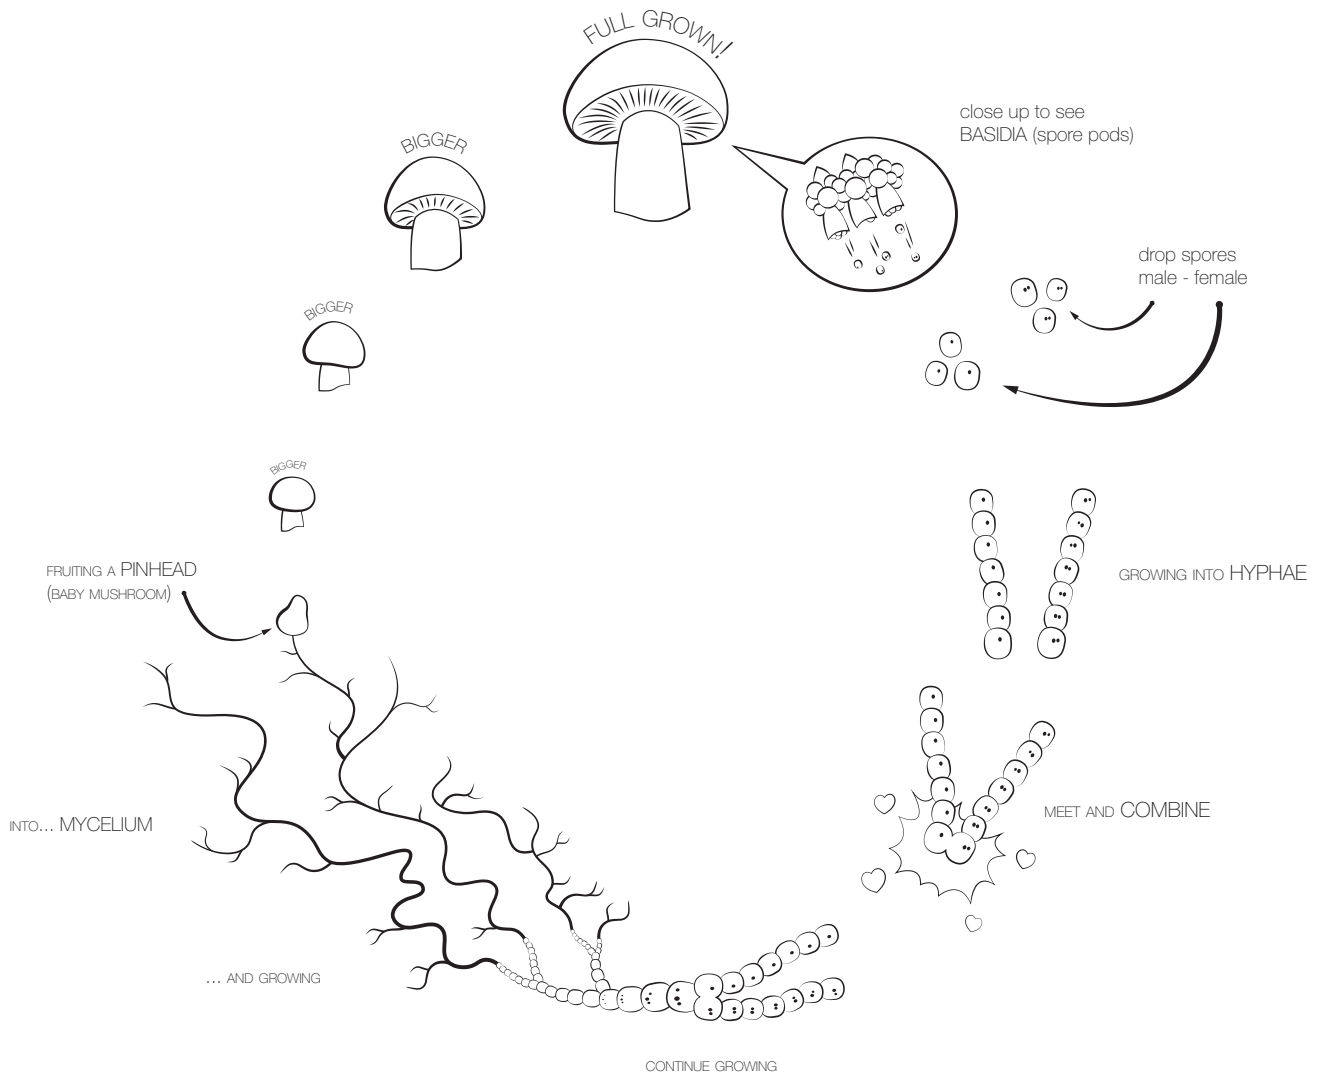 FULL GROWN!
close up to see
BASIDIA (spore pods)
drop spores
male - female
GROWING INTO HYPHAE
MEET AND COMBINE
CONTINUE GROWING
... AND GROWING
INTO... MYCELIUM
FRUITING A PINHEAD
(BABY MUSHROOM)
BIGGER
BIGGER
BIGGER